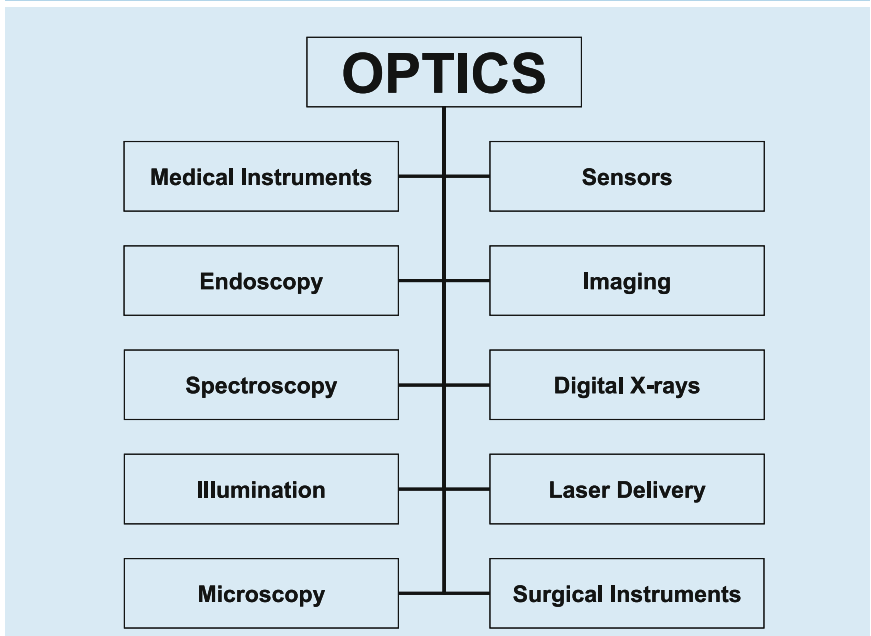 OPTICS
Medical Instruments
Sensors
Endoscopy
Imaging
Spectroscopy
Digital X-rays
Illumination
Laser Delivery
Microscopy
Surgical Instruments